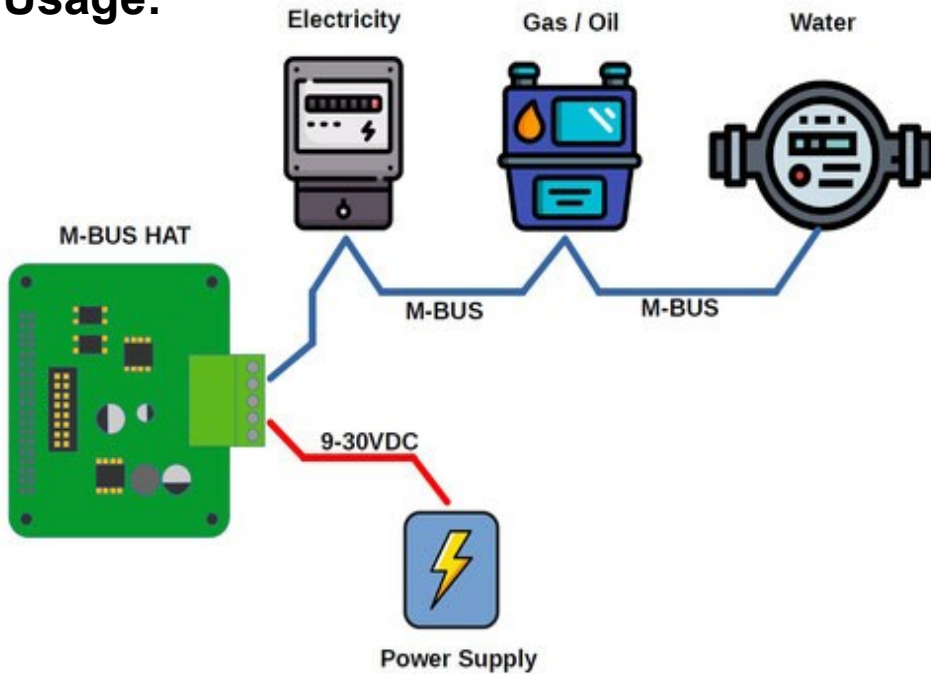 Usage:
Electricity
Gas / Oil
Water
M-BUS HAT
M-BUS
M-BUS
9-30VDC
Power Supply